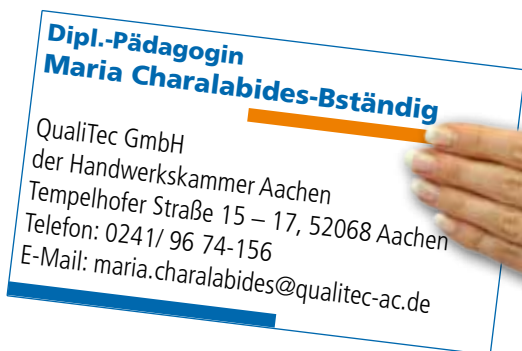 Dipl.-Pädagogin
Maria Charalabides-Bständig
QualiTec GmbH
der Handwerkskammer Aachen
Tempelhofer Straße 15 – 17, 52068 Aachen
Telefon: 0241/ 96 74-156
E-Mail: maria.charalabides@qualitec-ac.de